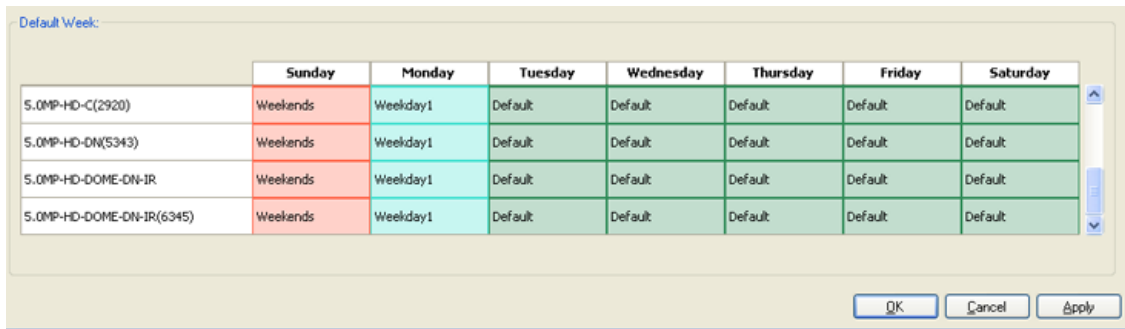 Default Week:
Sunday Monday Tuesday Wednesday Thursday Friday Saturday
5.0MP-HD-C(2920) Weekends Weekday1 Default Default Default Default Default
5.0MP-HD-DN(5343) Weekends Weekday1 Default Default Default Default Default
5.0MP-HD-DOME-DN-IR Weekends Weekday1 Default Default Default Default Default
5.0MP-HD-DOME-DN-IR(6345) Weekends Weekday1 Default Default Default Default Default
OK Cancel Apply